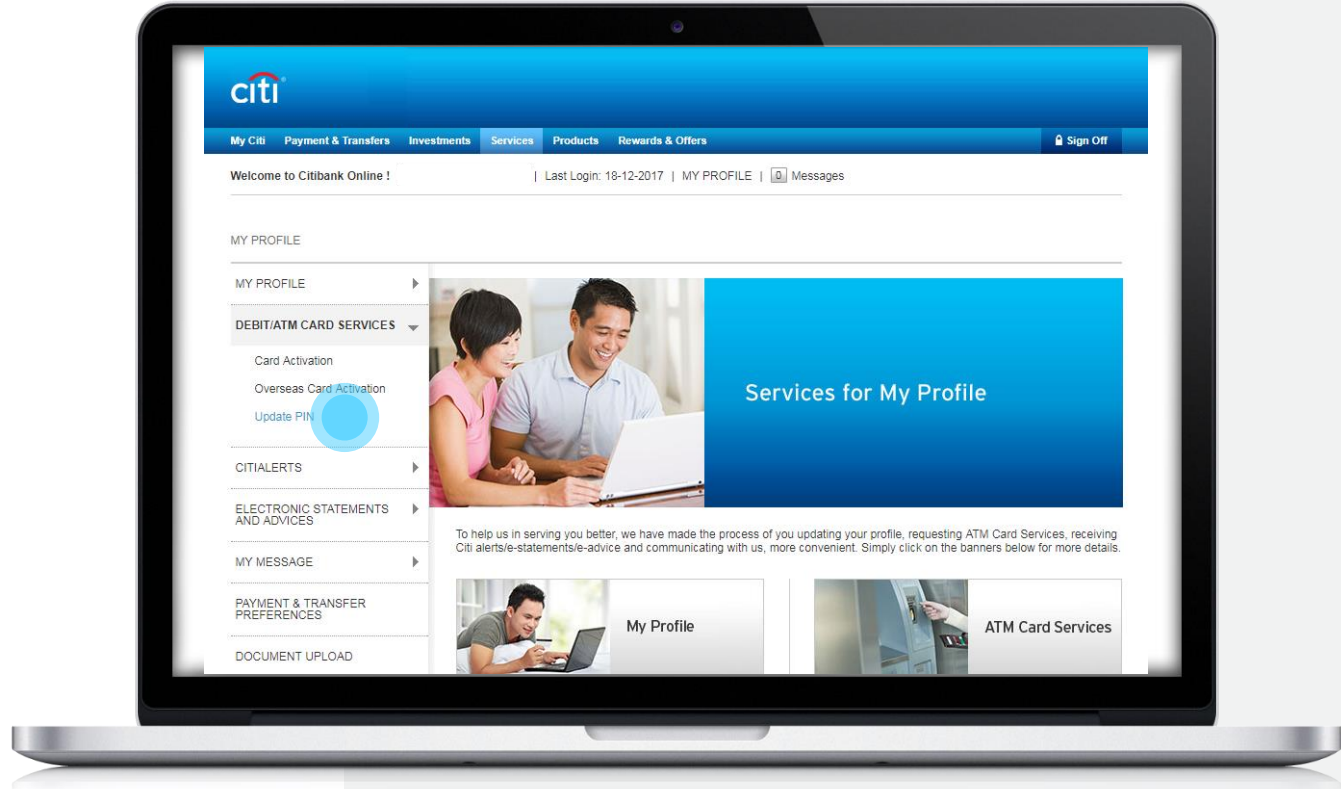 citi
My Citi Payment & Transfers Investments Services Products Rewards & Offers Sign Off
Welcome to Citibank Online ! | Last Login: 18-12-2017 | MY PROFILE | 0 Messages
MY PROFILE
MY PROFILE
DEBIT/ATM CARD SERVICES
Card Activation
Overseas Card Activation
Update PIN
CITIALERTS
ELECTRONIC STATEMENTS
AND ADVICES
MY MESSAGE
PAYMENT & TRANSFER
PREFERENCES
DOCUMENT UPLOAD
Services for My Profile
To help us in serving you better, we have made the process of you updating your profile, requesting ATM Card Services, receiving
Citi alerts/e-statements/e-advice and communicating with us, more convenient. Simply click on the banners below for more details.
My Profile
ATM Card Services